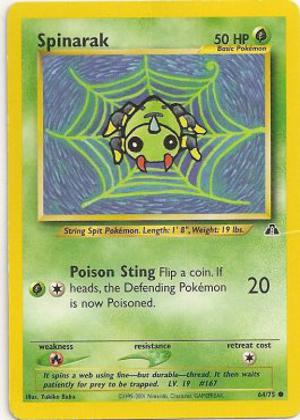 Spinarak
50 HP
Basic Pokémon
String Spit Pokémon. Length: 1' 8", Weight: 19 lbs.
Poison Sting Flip a coin. If
heads, the Defending Pokémon
is now Poisoned.
20
weakness
resistance
retreat cost
It spins a web using fine—but durable—thread. It then waits
patiently for prey to be trapped. LV. 19 #167
Illus. Yukiko Baba
64/75